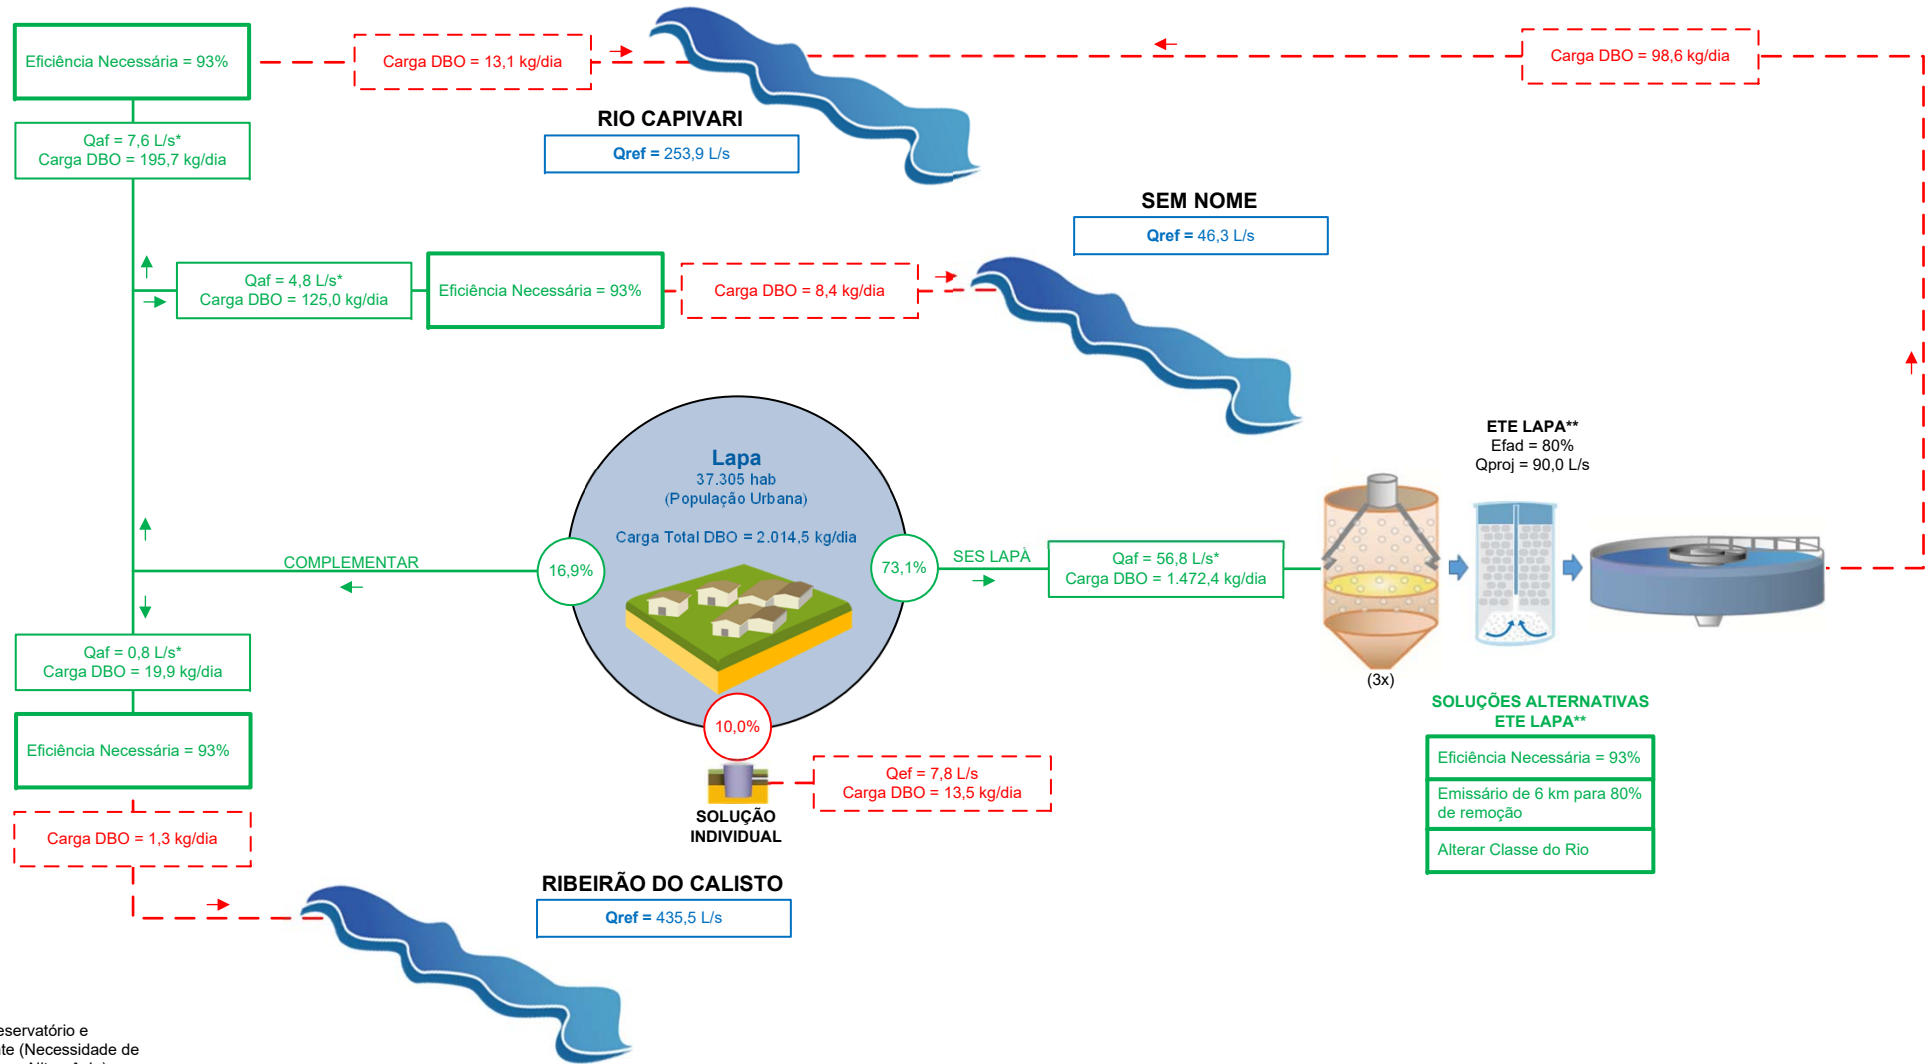 Eficiência Necessária = 93%
Carga DBO = 13,1 kg/dia
Carga DBO = 98,6 kg/dia
RIO CAPIVARI
Qref = 253,9 L/s
Qaf = 7,6 L/s*
Carga DBO = 195,7 kg/dia
SEM NOME
Qref = 46,3 L/s
Qaf = 4,8 L/s*
Carga DBO = 125,0 kg/dia
Eficiência Necessária = 93%
Carga DBO = 8,4 kg/dia
Lapa
37.305 hab
(População Urbana)
Carga Total DBO = 2.014,5 kg/dia
COMPLEMENTAR
16,9%
73,1%
SES LAPÀ
Qaf = 56,8 L/s*
Carga DBO = 1.472,4 kg/dia
ETE LAPA**
Efad = 80%
Qproj = 90,0 L/s
(3x)
Qaf = 0,8 L/s*
Carga DBO = 19,9 kg/dia
Eficiência Necessária = 93%
Carga DBO = 1,3 kg/dia
10,0%
SOLUÇÃO
INDIVIDUAL
Qef = 7,8 L/s
Carga DBO = 13,5 kg/dia
SOLUÇÕES ALTERNATIVAS
ETE LAPA**
Eficiência Necessária = 93%
Emissário de 6 km para 80%
de remoção
Alterar Classe do Rio
RIBEIRÃO DO CALISTO
Qref = 435,5 L/s
eservatório e
te (Necessidade de